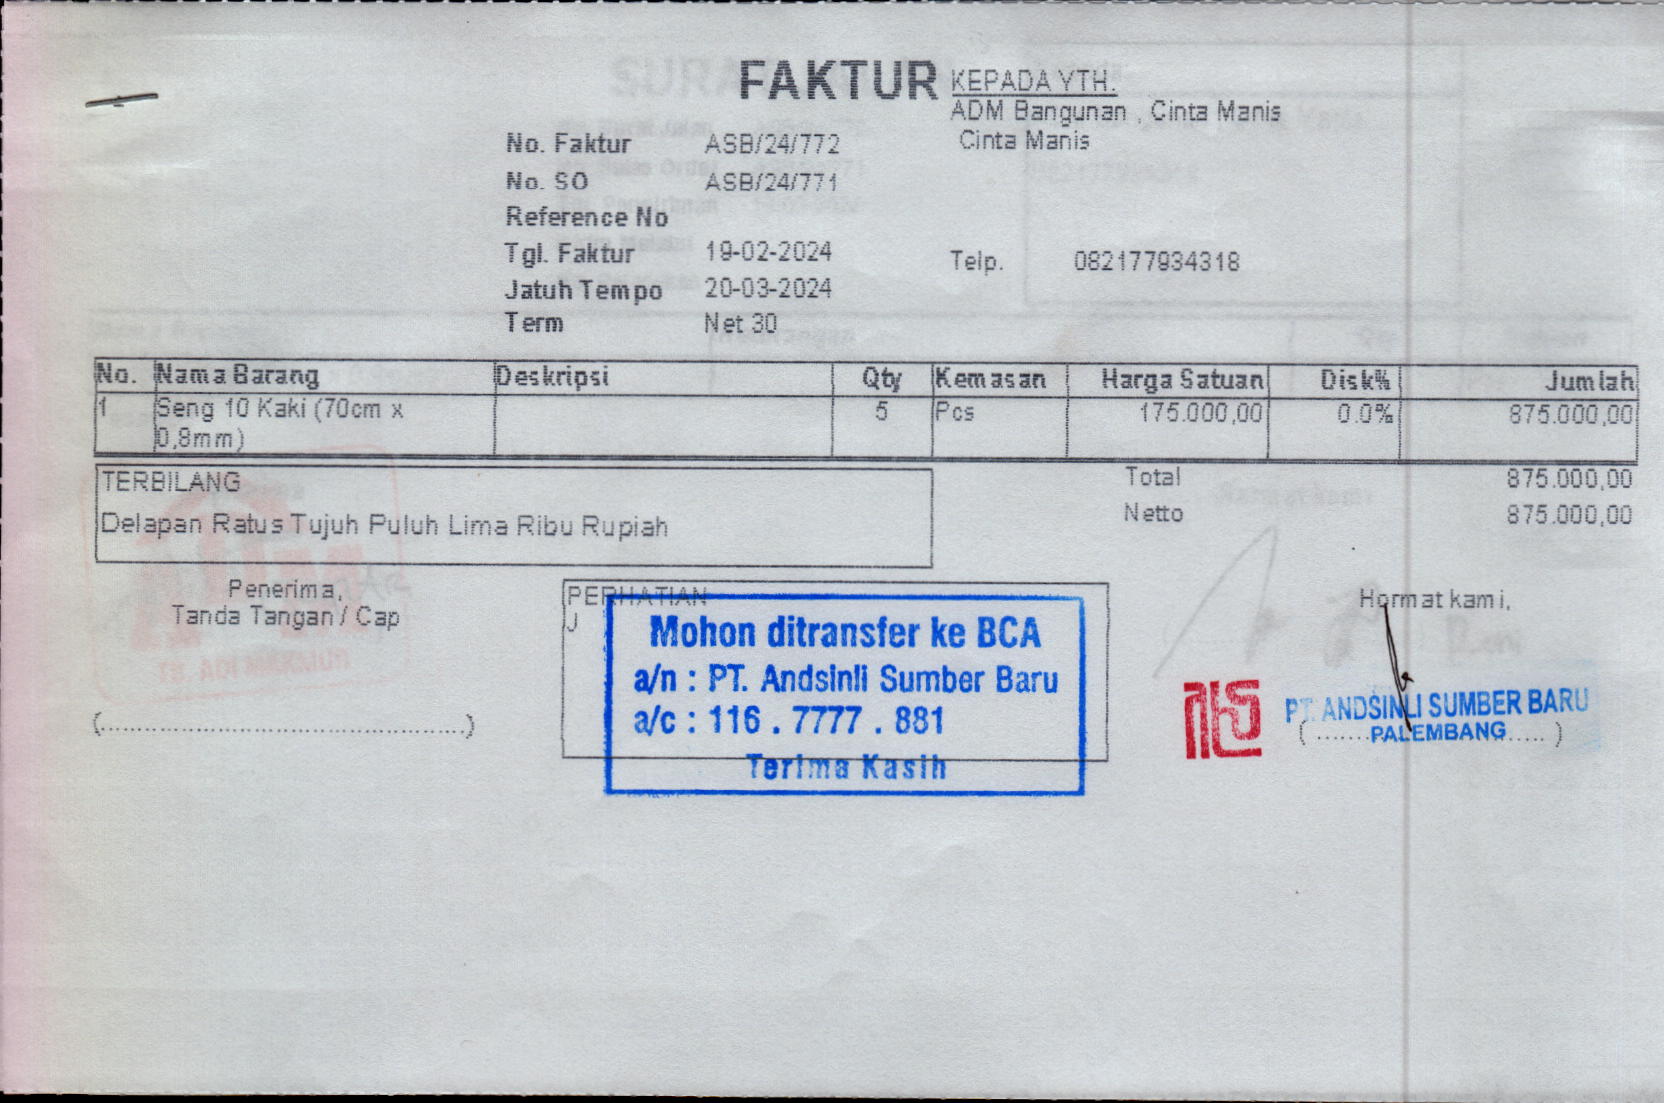 FAKTUR
KEPADA YTH.
ADM Bangunan , Cinta Manis
Cinta Manis
No. Faktur ASB/24/772
No. SO ASB/24/771
Reference No
Tgl. Faktur 19-02-2024
Telp. 082177934318
Jatuh Tempo 20-03-2024
Term Net 30
No. Nama Barang Deskripsi Qty Kemasan Harga Satuan Disk% Jumlah
1 Seng 10 Kaki (70cm x 5 Pcs 175.000,00 0.0% 875.000,00
0,8mm)
TERBILANG
Delapan Ratus Tujuh Puluh Lima Ribu Rupiah
Total 875.000,00
Netto 875.000,00
Penerima,
Tanda Tangan / Cap
(................................................)
PERHATIAN
J
Mohon ditransfer ke BCA
a/n : PT. Andsinli Sumber Baru
a/c : 116 . 7777 . 881
Terima Kasih
Hormat kami,
PT. ANDSINLI SUMBER BARU
(.......PALEMBANG.....)
TB. ADI MAKMUR